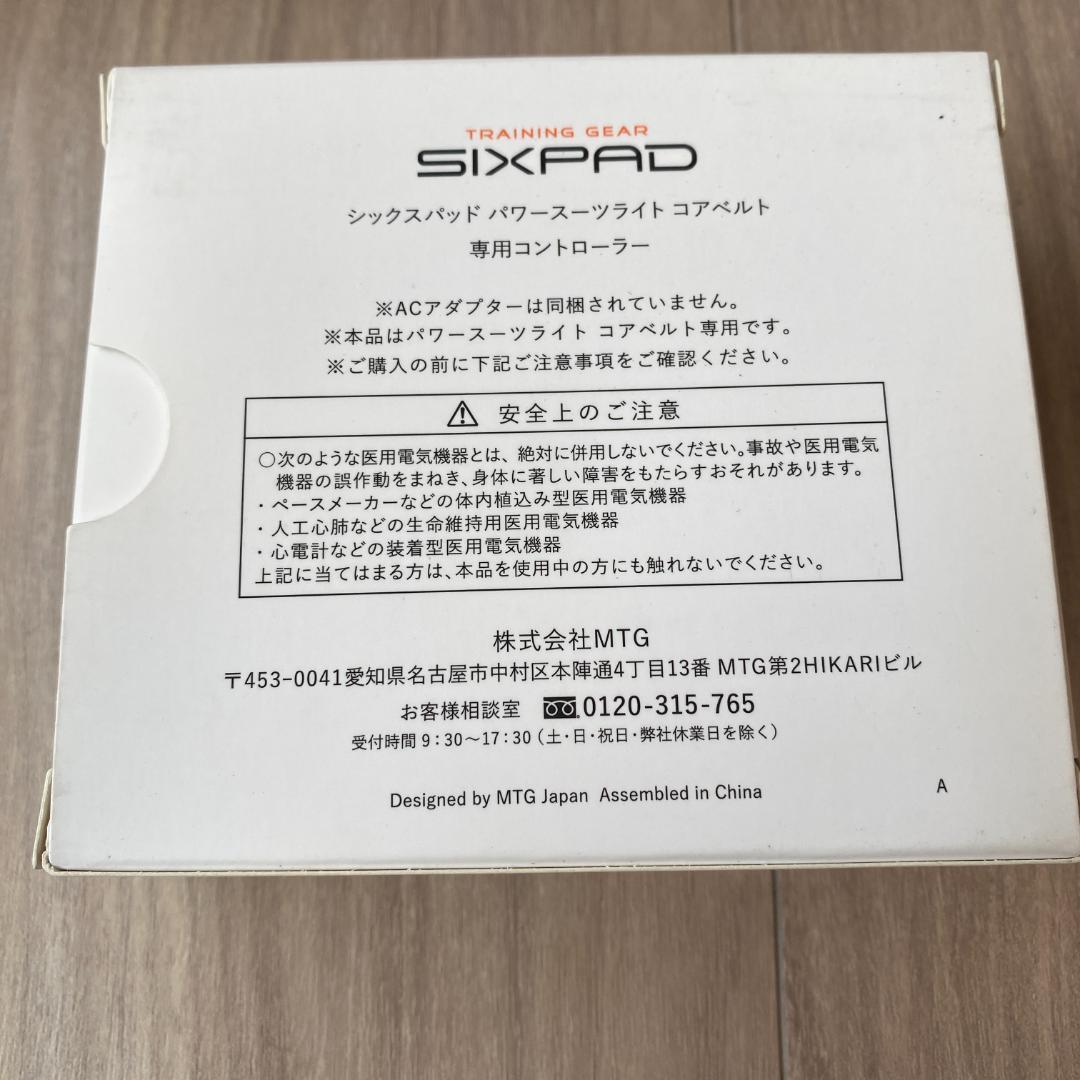 TRAINING GEAR
SIXPAD
シックスパッド パワースーツライト コアベルト
専用コントローラー
※ACアダプターは同梱されていません。
※本品はパワースーツライト コアベルト専用です。
※ご購入の前に下記ご注意事項をご確認ください。
安全上のご注意
○次のような医用電気機器とは、絶対に併用しないでください。事故や医用電気
機器の誤作動をまねき、身体に著しい障害をもたらすおそれがあります。
・ペースメーカーなどの体内植込み型医用電気機器
・人工心肺などの生命維持用医用電気機器
・心電計などの装着型医用電気機器
上記に当てはまる方は、本品を使用中の方にも触れないでください。
株式会社MTG
〒453-0041愛知県名古屋市中村区本陣通4丁目13番 MTG第2HIKARIビル
お客様相談室 0120-315-765
受付時間 9:30〜17:30（土・日・祝日・弊社休業日を除く）
Designed by MTG Japan Assembled in China
A